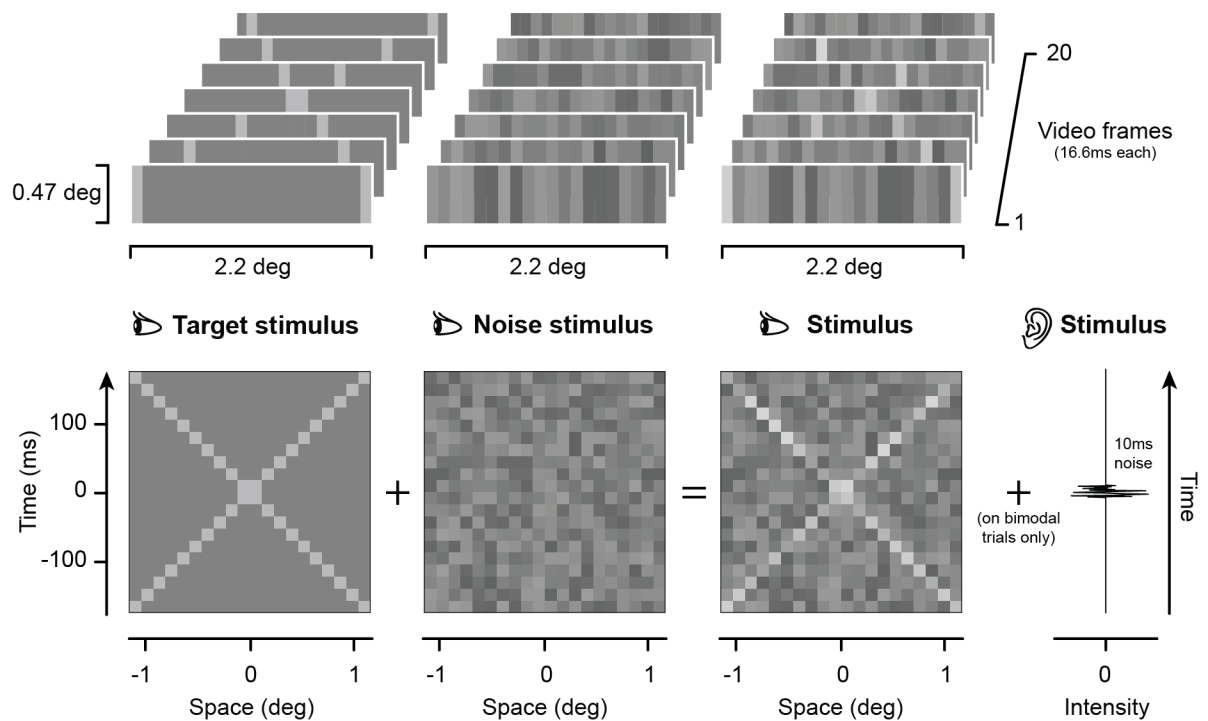 20
Video frames
(16.6ms each)
0.47 deg
1
2.2 deg
2.2 deg
2.2 deg
Target stimulus
Noise stimulus
Stimulus
Stimulus
Time (ms)
100
0
-100
+
=
+
(on bimodal
trials only)
10ms
noise
Time
-1 0 1
Space (deg)
-1 0 1
Space (deg)
-1 0 1
Space (deg)
0
Intensity